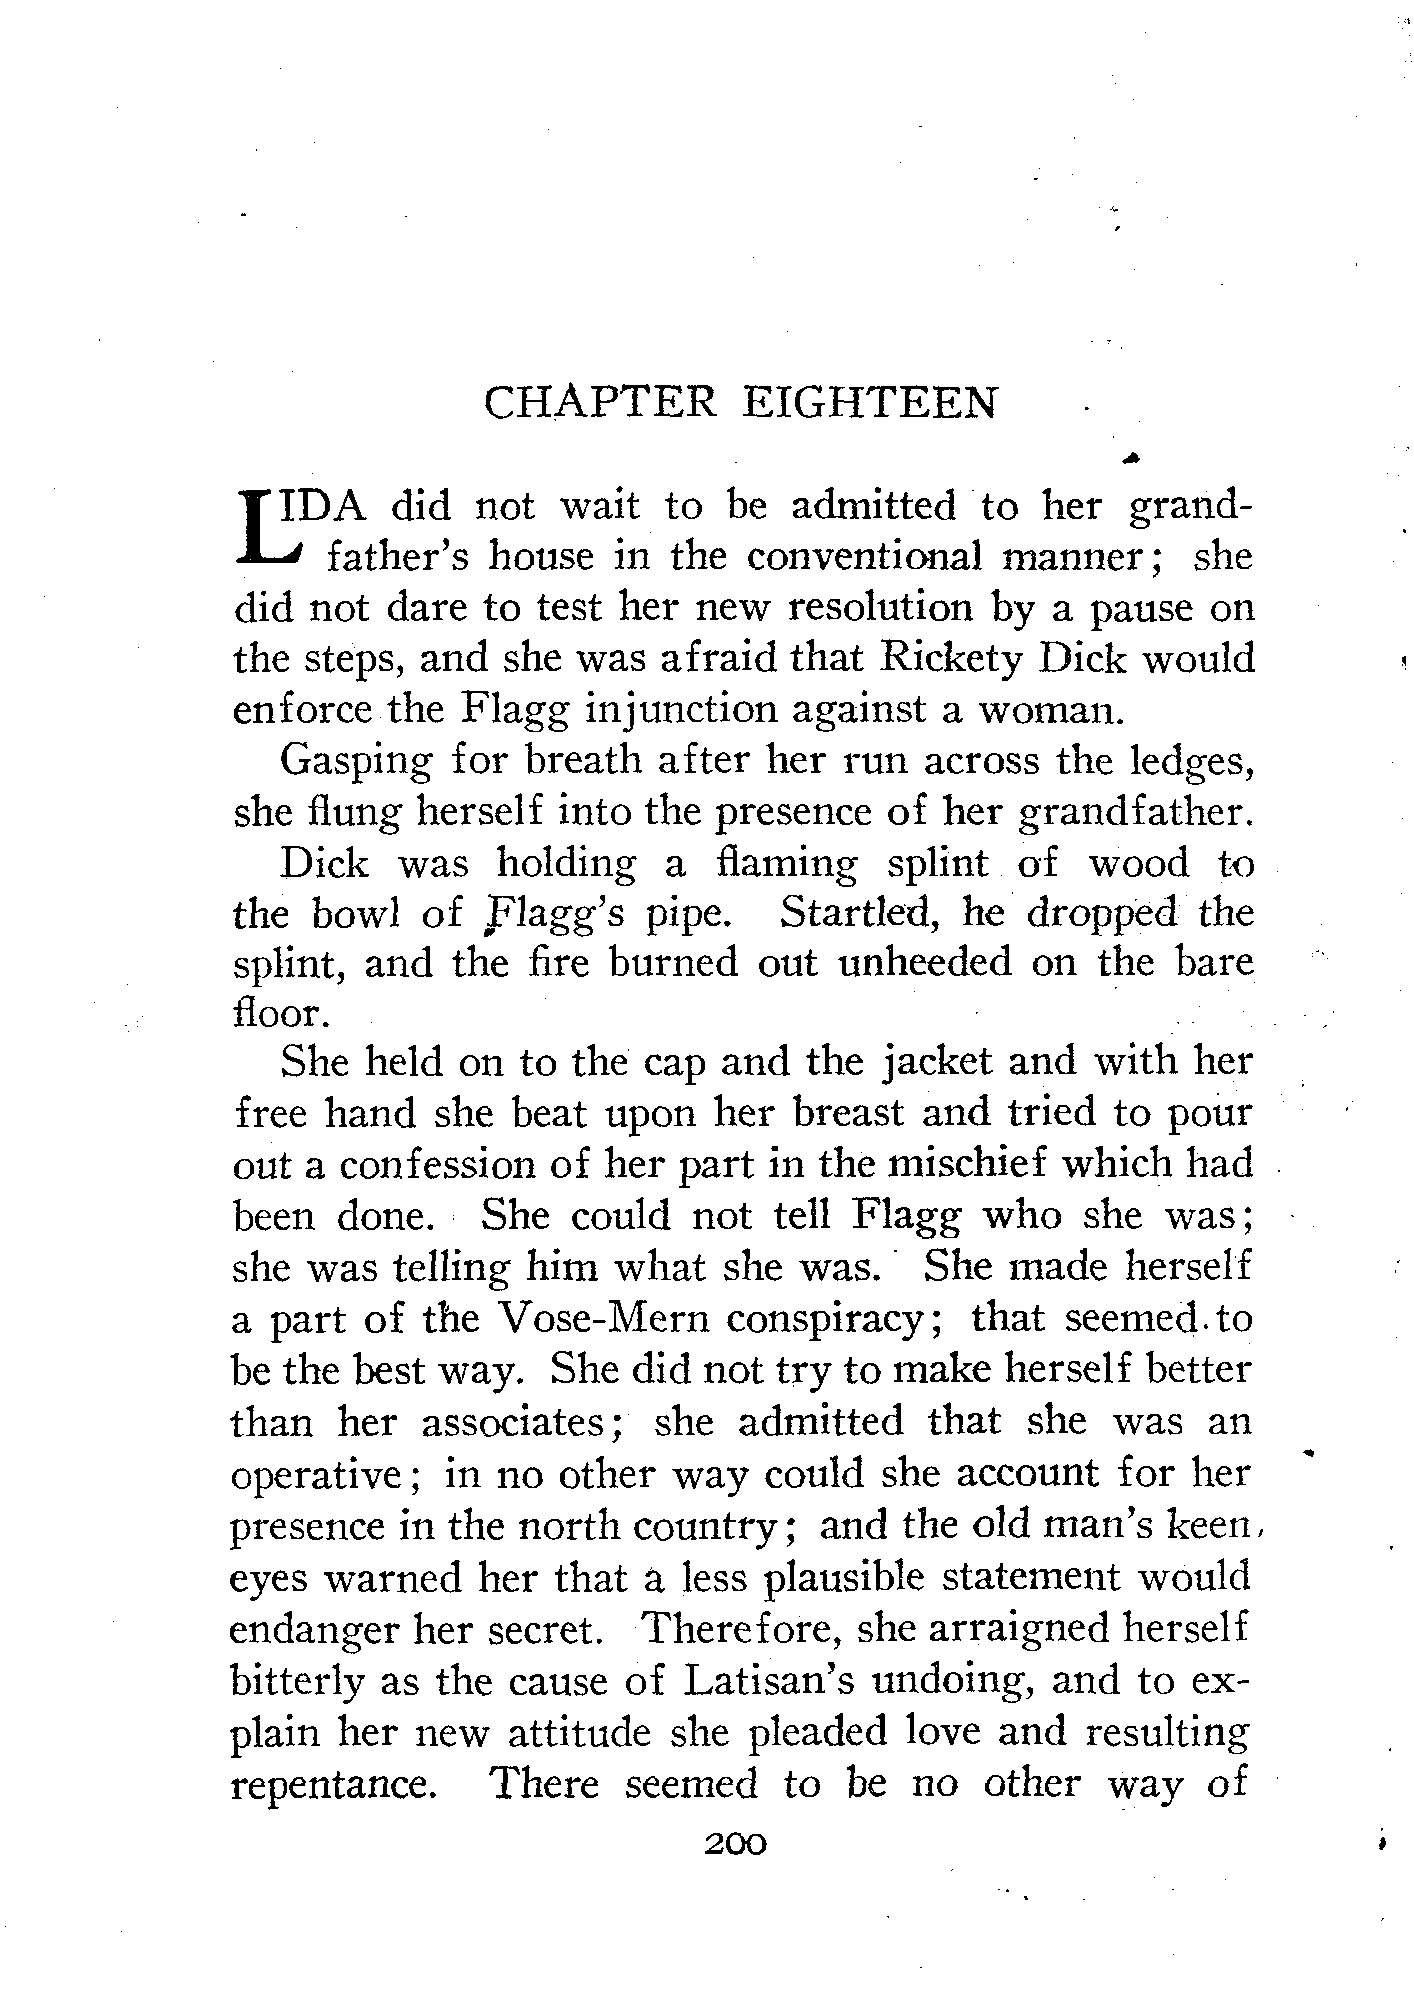 CHAPTER EIGHTEEN
LIDA did not wait to be admitted to her grand-
father's house in the conventional manner; she
did not dare to test her new resolution by a pause on
the steps, and she was afraid that Rickety Dick would
enforce the Flagg injunction against a woman.
Gasping for breath after her run across the ledges,
she flung herself into the presence of her grandfather.
Dick was holding a flaming splint of wood to
the bowl of Flagg's pipe. Startled, he dropped the
splint, and the fire burned out unheeded on the bare
floor.
She held on to the cap and the jacket and with her
free hand she beat upon her breast and tried to pour
out a confession of her part in the mischief which had
been done. She could not tell Flagg who she was;
she was telling him what she was. She made herself
a part of the Vose-Mern conspiracy; that seemed to
be the best way. She did not try to make herself better
than her associates; she admitted that she was an
operative; in no other way could she account for her
presence in the north country; and the old man's keen
eyes warned her that a less plausible statement would
endanger her secret. Therefore, she arraigned herself
bitterly as the cause of Latisan's undoing, and to ex-
plain her new attitude she pleaded love and resulting
repentance. There seemed to be no other way of
200